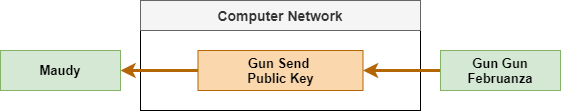 Computer Network
Maudy
Gun Send
Public Key
Gun Gun
Februanza